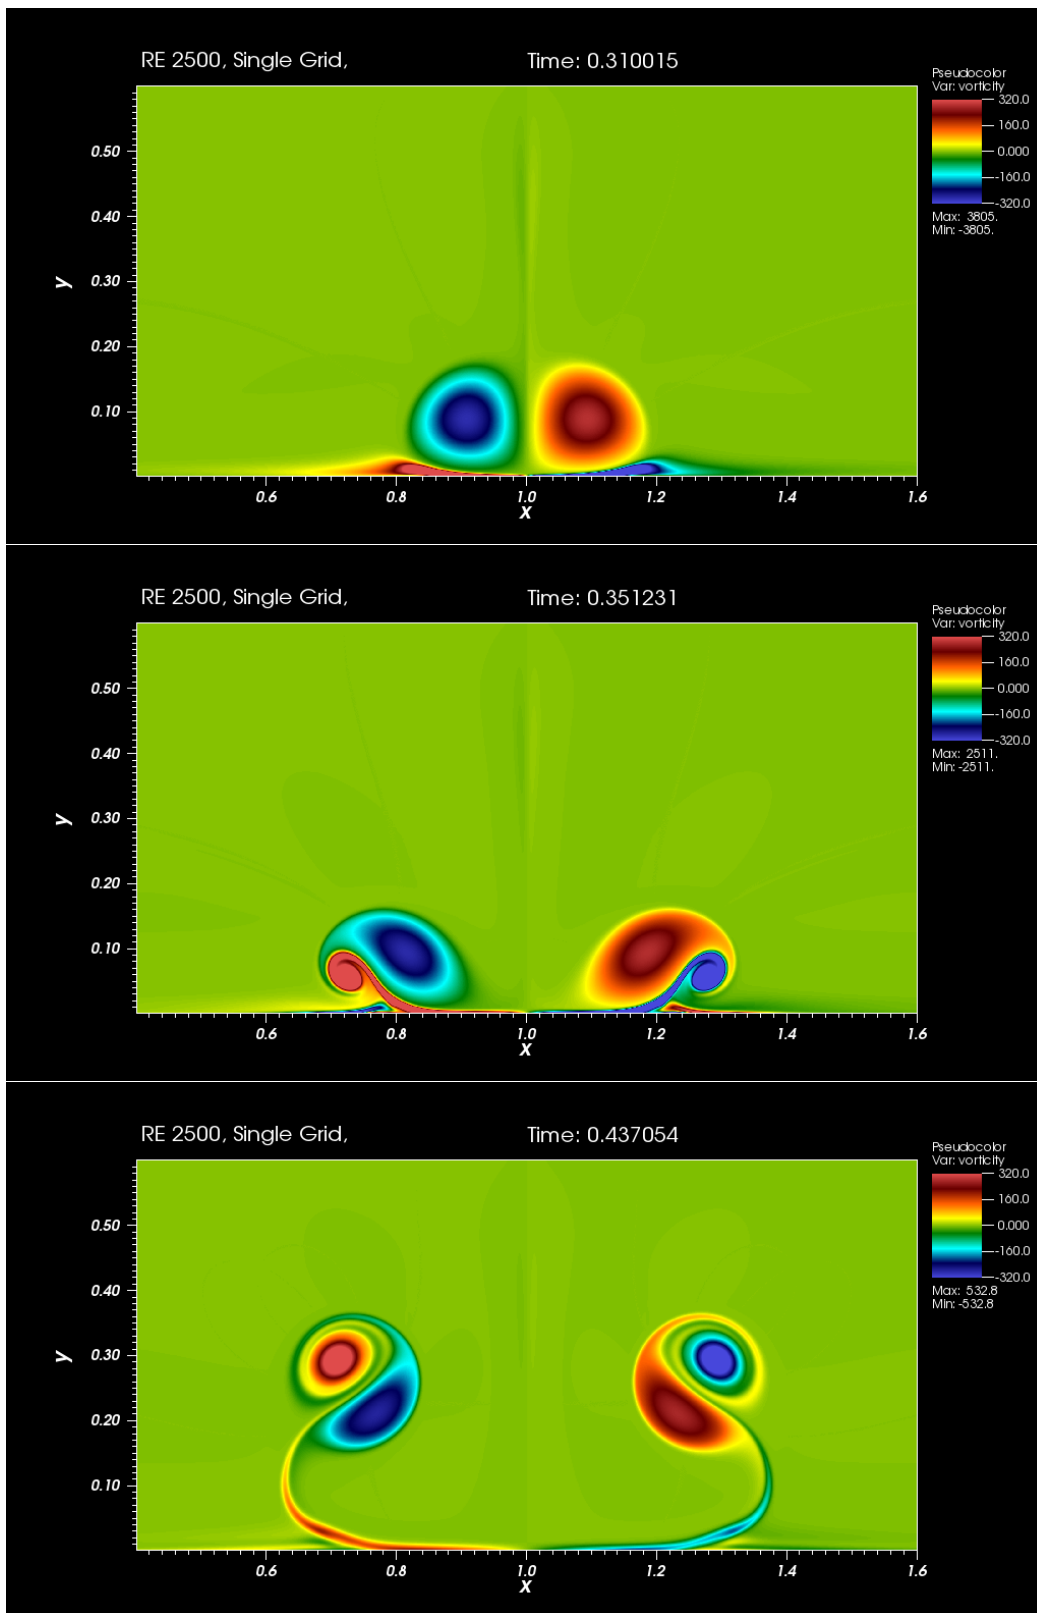 RE 2500, Single Grid, Time: 0.310015
Pseudocolor
Var: vorticity
320.0
160.0
0.000
-160.0
-320.0
Max: 3805.
Min: -3805.
0.50
0.40
0.30
0.20
0.10
y
0.6 0.8 1.0 1.2 1.4 1.6
x
RE 2500, Single Grid, Time: 0.351231
Pseudocolor
Var: vorticity
320.0
160.0
0.000
-160.0
-320.0
Max: 2511.
Min: -2511.
0.50
0.40
0.30
0.20
0.10
y
0.6 0.8 1.0 1.2 1.4 1.6
x
RE 2500, Single Grid, Time: 0.437054
Pseudocolor
Var: vorticity
320.0
160.0
0.000
-160.0
-320.0
Max: 532.8
Min: -532.8
0.50
0.40
0.30
0.20
0.10
y
0.6 0.8 1.0 1.2 1.4 1.6
x